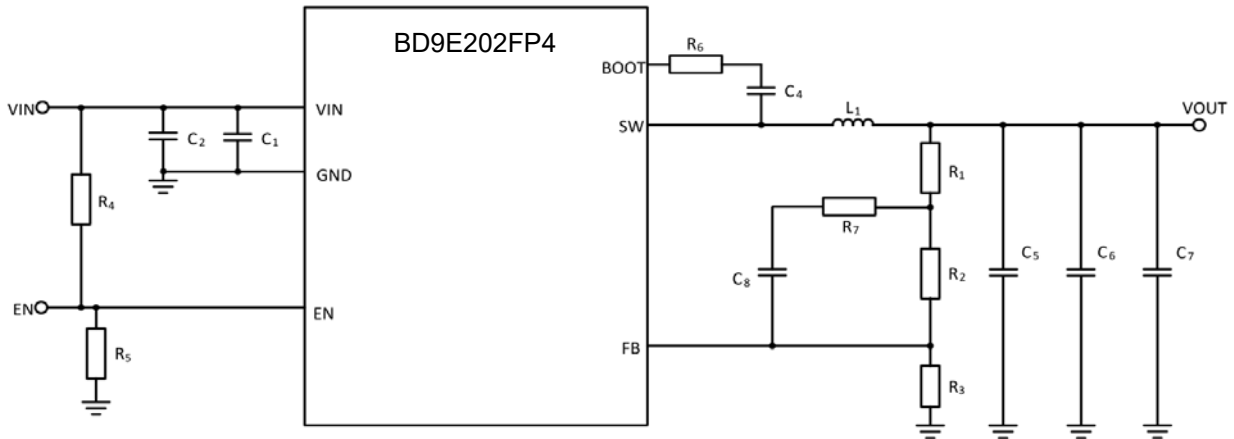 BD9E202FP4
R6
BOOT
C4
VIN
VIN
SW
L1
VOUT
C2
C1
GND
R1
R4
R7
C5
C6
C7
C8
R2
EN
EN
FB
R5
R3